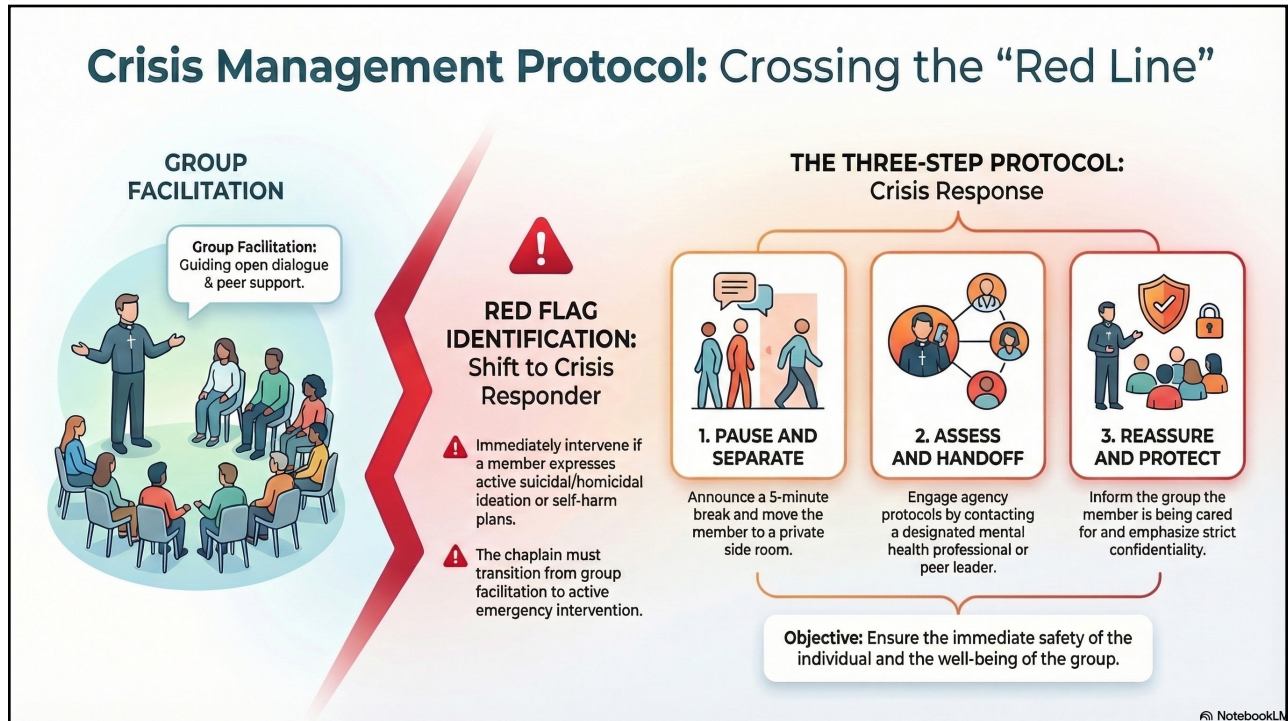 Crisis Management Protocol: Crossing the “Red Line”
GROUP
FACILITATION
Group Facilitation:
Guiding open dialogue
& peer support.
RED FLAG
IDENTIFICATION:
Shift to Crisis
Responder
Immediately intervene if
a member expresses
active suicidal/homicidal
ideation or self-harm
plans.
The chaplain must
transition from group
facilitation to active
emergency intervention.
THE THREE-STEP PROTOCOL:
Crisis Response
1. PAUSE AND
SEPARATE
Announce a 5-minute
break and move the
member to a private
side room.
2. ASSESS
AND HANDOFF
Engage agency
protocols by contacting
a designated mental
health professional or
peer leader.
3. REASSURE
AND PROTECT
Inform the group the
member is being cared
for and emphasize strict
confidentiality.
Objective: Ensure the immediate safety of the
individual and the well-being of the group.
NotebookLM